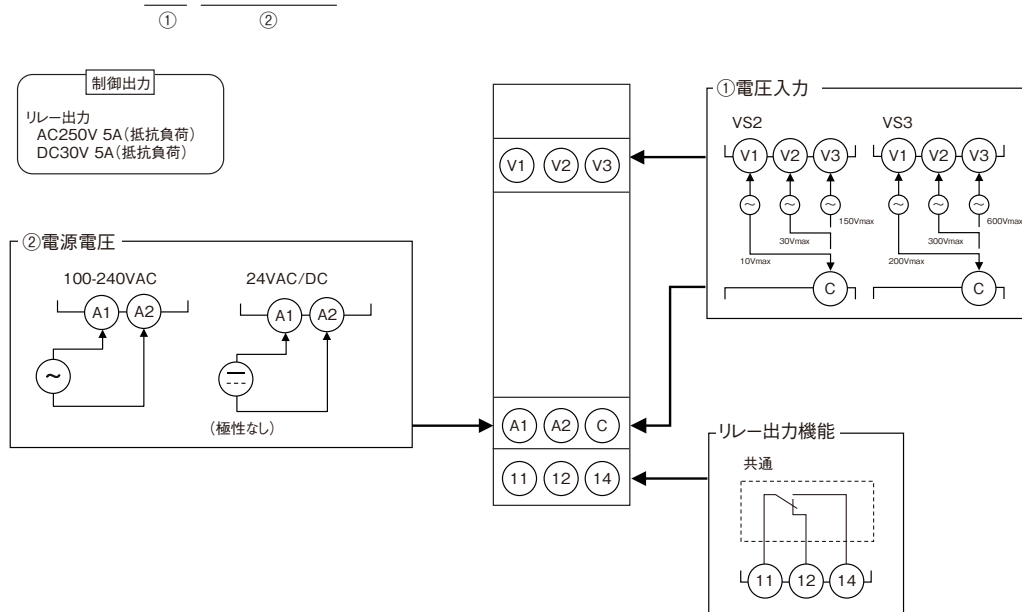 ① ②
制御出力
リレー出力
AC250V 5A(抵抗負荷)
DC30V 5A(抵抗負荷)
②電源電圧
100-240VAC 24VAC/DC
A1 A2 A1 A2
~
(極性なし)
V1 V2 V3
A1 A2 C
11 12 14
①電圧入力
VS2 VS3
V1 V2 V3 V1 V2 V3
~ ~ ~ ~ ~ ~
150Vmax 600Vmax
30Vmax 300Vmax
10Vmax 200Vmax
C C
リレー出力機能
共通
11 12 14